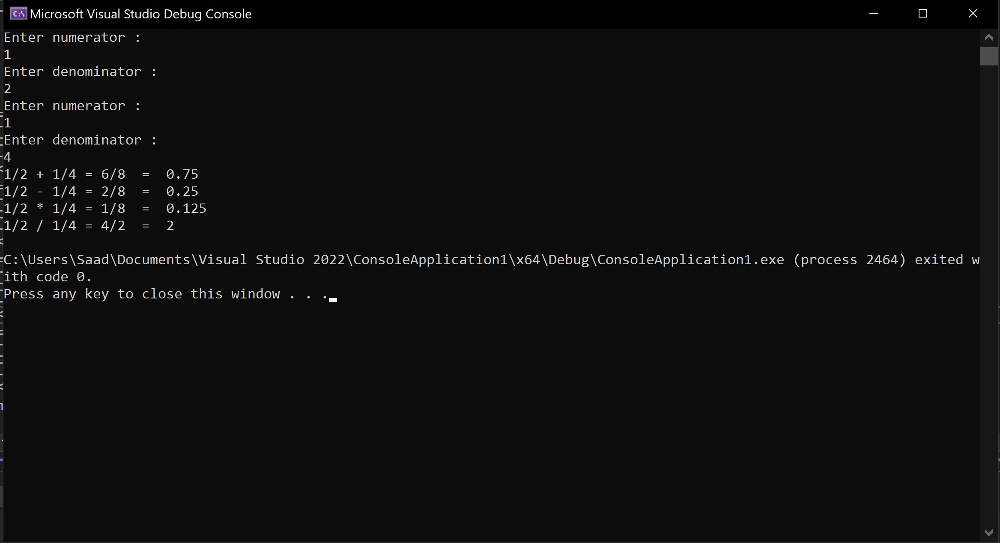 Microsoft Visual Studio Debug Console
Enter numerator :
1
Enter denominator :
2
Enter numerator :
1
Enter denominator :
4
1/2 + 1/4 = 6/8  =  0.75
1/2 - 1/4 = 2/8  =  0.25
1/2 * 1/4 = 1/8  =  0.125
1/2 / 1/4 = 4/2  =  2
C:\Users\Saad\Documents\Visual Studio 2022\ConsoleApplication1\x64\Debug\ConsoleApplication1.exe (process 2464) exited w
ith code 0.
Press any key to close this window . . .